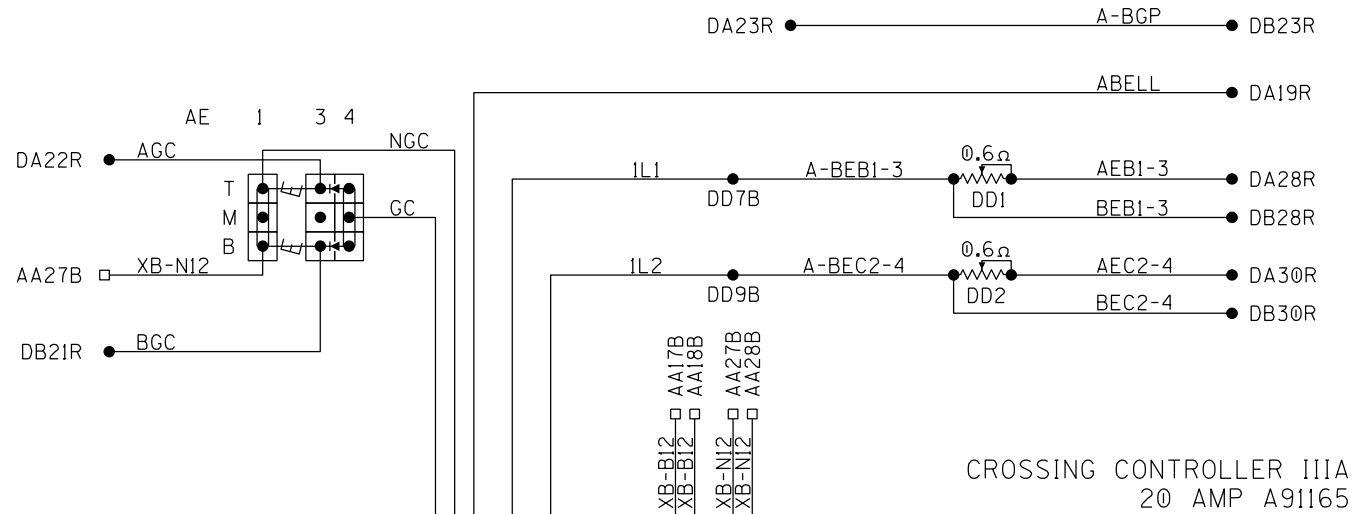 DA23R A-BGP DB23R
ABELL DA19R
AE 1 3 4
NGC
DA22R AGC
T
GC
M
B
AA27B XB-N12
DB21R BGC
1L1 A-BEB1-3 0.6Ω AEB1-3 DA28R
DD7B DD1
BEB1-3 DB28R
1L2 A-BEC2-4 0.6Ω AEC2-4 DA30R
DD9B DD2
BEC2-4 DB30R
AA17B
AA18B
AA27B
AA28B
XB-B12
XB-B12
XB-N12
XB-N12
CROSSING CONTROLLER IIIA
20 AMP A91165